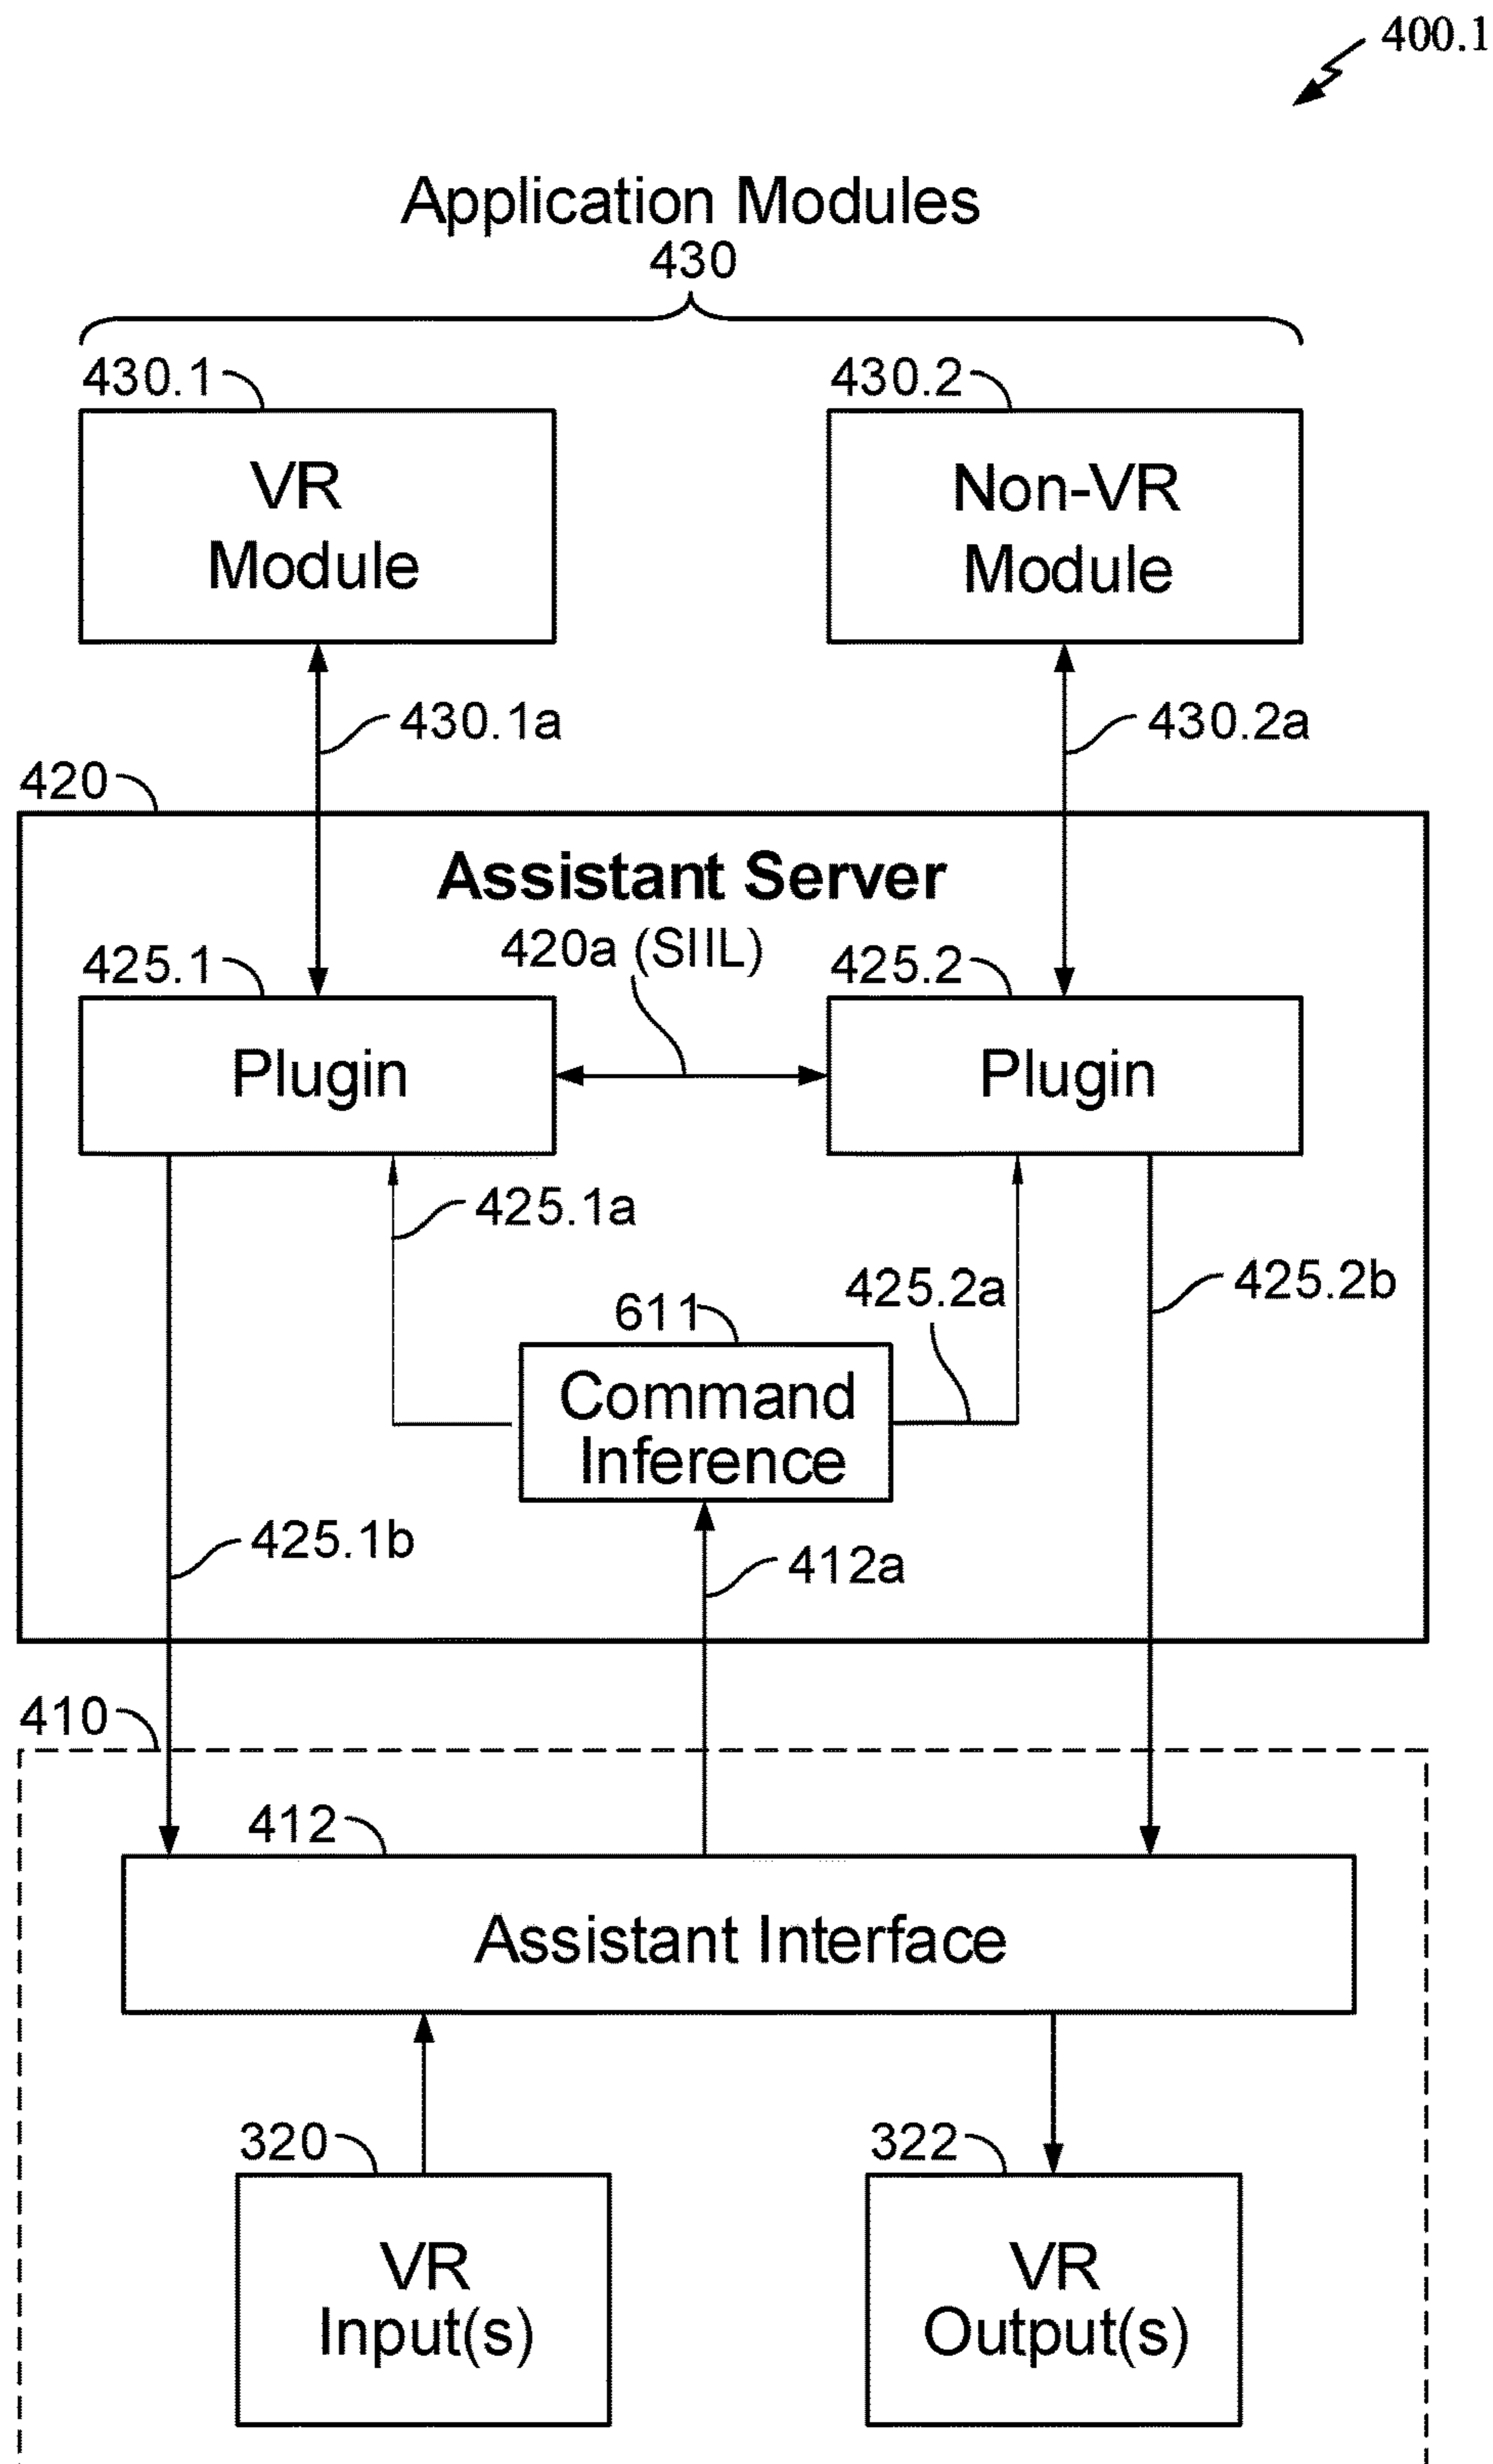 400.1
Application Modules
430
430.1
430.2
VR
Module
Non-VR
Module
430.1a
430.2a
420
Assistant Server
420a (SIIL)
425.1
425.2
Plugin
Plugin
425.1a
425.2a
425.2b
611
Command
Inference
425.1b
412a
410
412
Assistant Interface
320
322
VR
Input(s)
VR
Output(s)